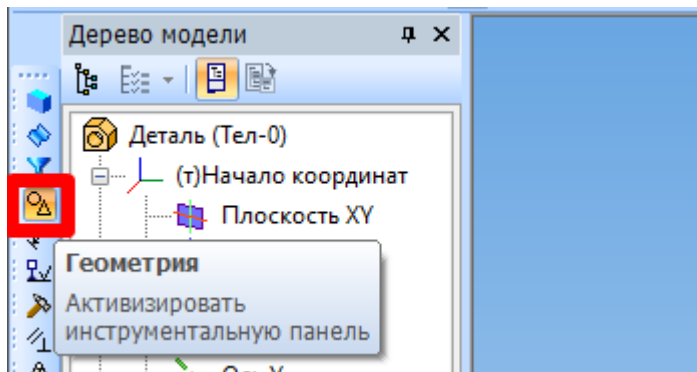 Дерево модели
Деталь (Тел-0)
(т)Начало координат
Плоскость XY
Геометрия
Активизировать
инструментальную панель